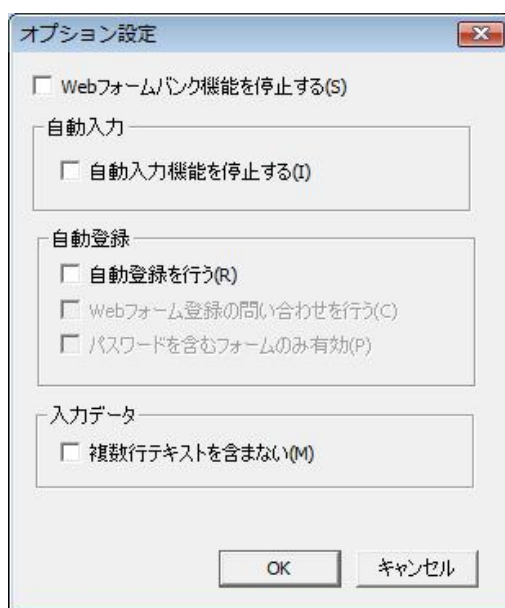 オプション設定
Webフォームバンク機能を停止する(S)
自動入力
自動入力機能を停止する(I)
自動登録
自動登録を行う(R)
Webフォーム登録の問い合わせを行う(C)
パスワードを含むフォームのみ有効(P)
入力データ
複数行テキストを含まない(M)
OK キャンセル